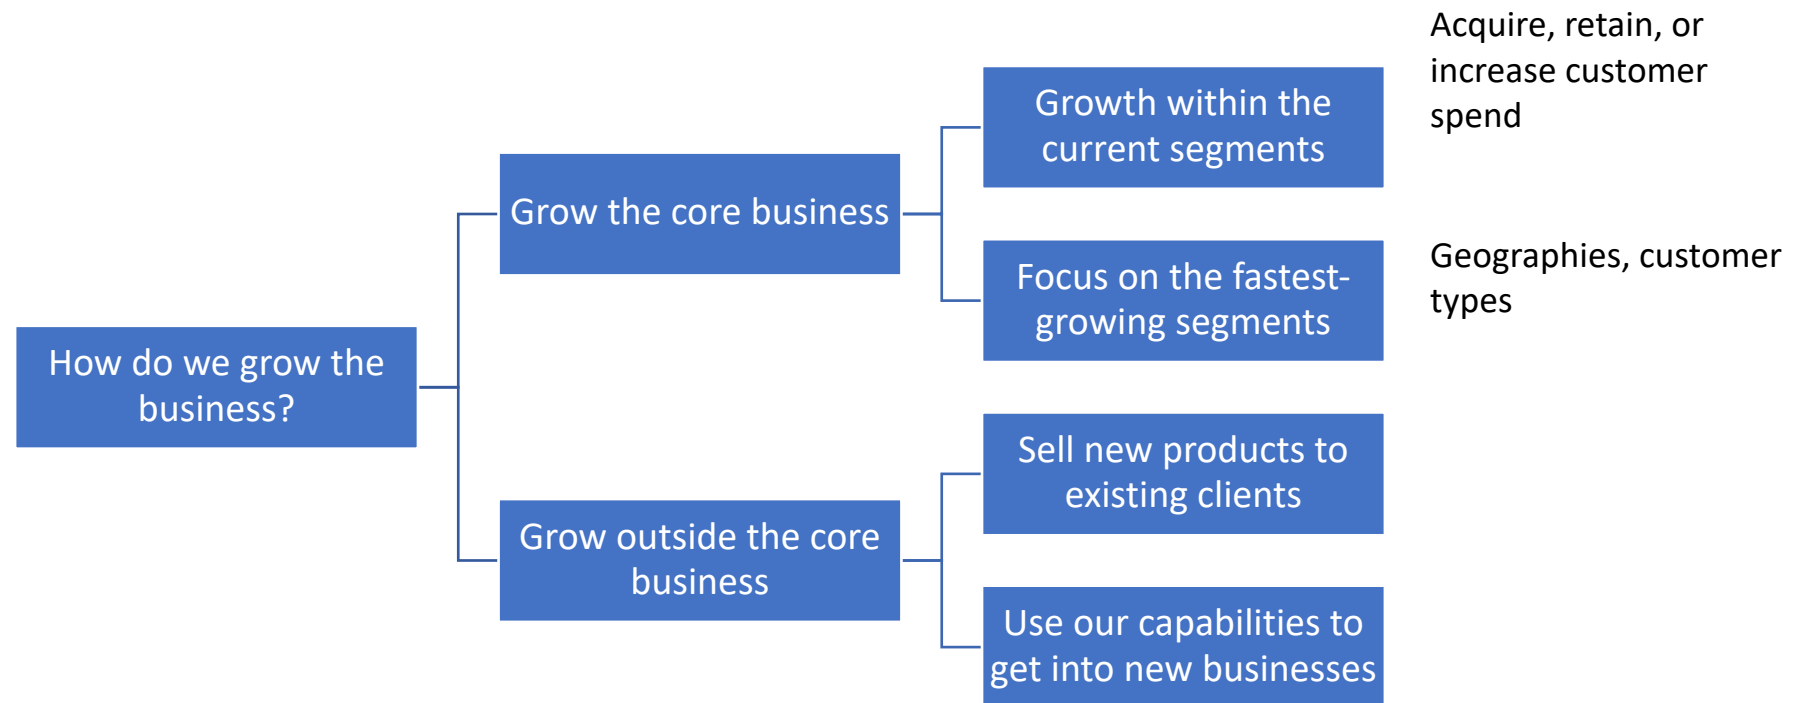 How do we grow the
business?
Grow the core business
Growth within the
current segments
Acquire, retain, or
increase customer
spend
Focus on the fastest-
growing segments
Geographies, customer
types
Grow outside the core
business
Sell new products to
existing clients
Use our capabilities to
get into new businesses